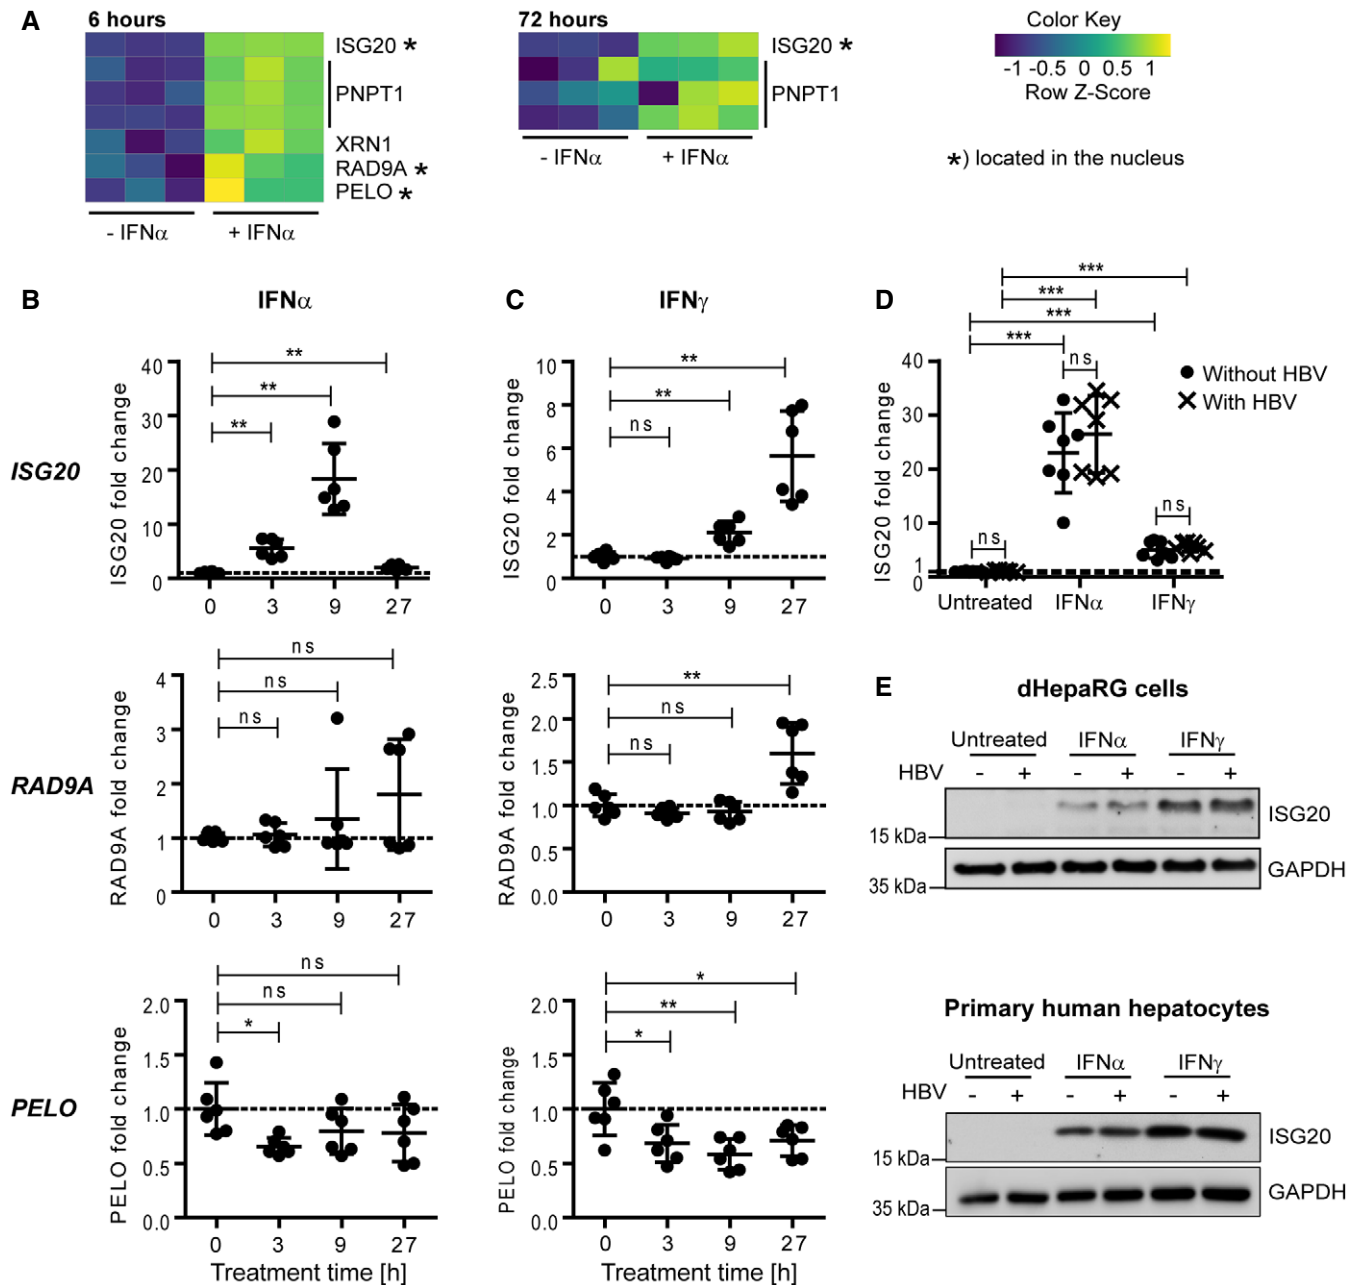 A
6 hours
ISG20 *
PNPT1
XRN1
RAD9A *
PELO *
- IFNα
+ IFNα
72 hours
ISG20 *
PNPT1
- IFNα
+ IFNα
Color Key
-1 -0.5 0 0.5 1
Row Z-Score
*) located in the nucleus
B
IFNα
ISG20
ISG20 fold change
40
30
20
10
0
**
**
**
0 3 9 27
RAD9A
RAD9A fold change
4
3
2
1
0
ns
ns
ns
0 3 9 27
PELO
PELO fold change
2.0
1.5
1.0
0.5
0.0
ns
ns
*
0 3 9 27
Treatment time [h]
C
IFNγ
ISG20 fold change
10
8
6
4
2
0
**
**
ns
0 3 9 27
RAD9A fold change
2.5
2.0
1.5
1.0
0.5
0.0
**
ns
ns
0 3 9 27
PELO fold change
2.0
1.5
1.0
0.5
0.0
*
**
*
0 3 9 27
Treatment time [h]
D
***
***
***
***
ns
ns
ns
ISG20 fold change
40
30
20
10
1
0
Untreated IFNα IFNγ
Without HBV
With HBV
E
dHepaRG cells
Untreated IFNα IFNγ
HBV - + - + - +
ISG20
15 kDa
GAPDH
35 kDa
Primary human hepatocytes
Untreated IFNα IFNγ
HBV - + - + - +
ISG20
15 kDa
GAPDH
35 kDa